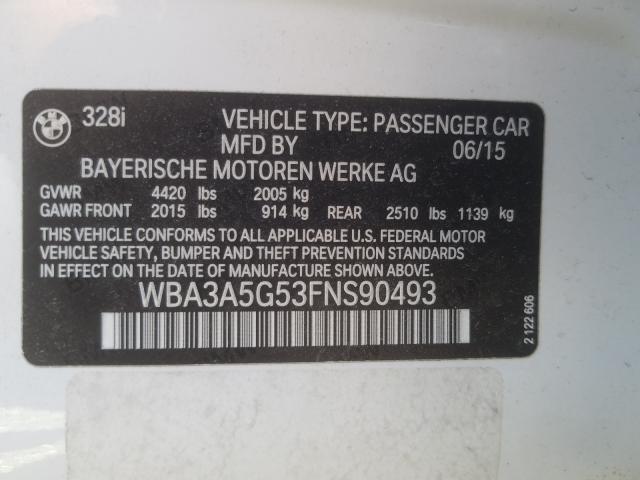 BMW
328i VEHICLE TYPE: PASSENGER CAR
MFD BY 06/15
BAYERISCHE MOTOREN WERKE AG
GVWR 4420 lbs 2005 kg
GAWR FRONT 2015 lbs 914 kg REAR 2510 lbs 1139 kg
THIS VEHICLE CONFORMS TO ALL APPLICABLE U.S. FEDERAL MOTOR
VEHICLE SAFETY, BUMPER AND THEFT PREVENTION STANDARDS
IN EFFECT ON THE DATE OF MANUFACTURE SHOWN ABOVE.
WBA3A5G53FNS90493
2 122 606